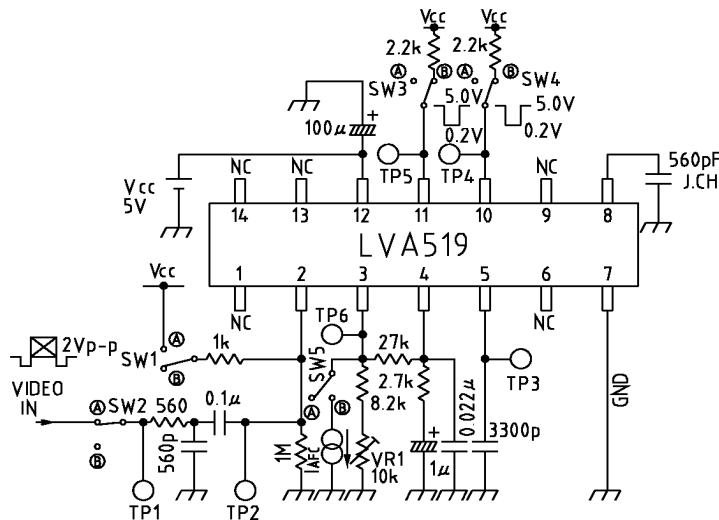 Vcc Vcc
2.2k 2.2k
A B A B
SW3 SW4
5.0V 5.0V
0.2V 0.2V
100μ +
TP5 TP4
Vcc
5V
NC NC NC
560pF
J.CH
14 13 12 11 10 9 8
LVA519
1 2 3 4 5 6 7
NC NC
Vcc
TP6
2Vp-p
SW1
A
B
1k
SW5
27k
TP3
VIDEO
IN
A
SW2
B
560
0.1μ
560p
A B
2.7k
8.2k
0.022μ
3300p
GND
1M
IAFC
VR1
10k
+
1μ
TP1 TP2